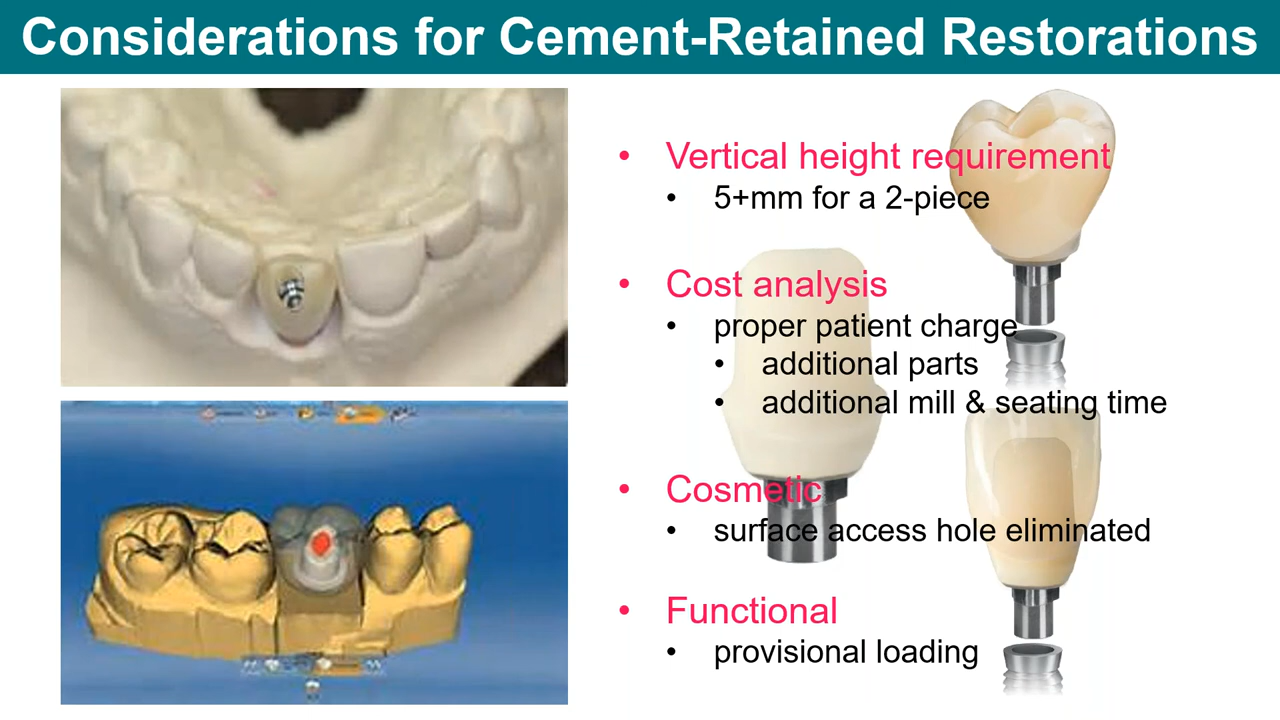 Considerations for Cement-Retained Restorations
• Vertical height requirement
• 5+mm for a 2-piece
• Cost analysis
• proper patient charge
• additional parts
• additional mill & seating time
• Cosmetic
• surface access hole eliminated
• Functional
• provisional loading